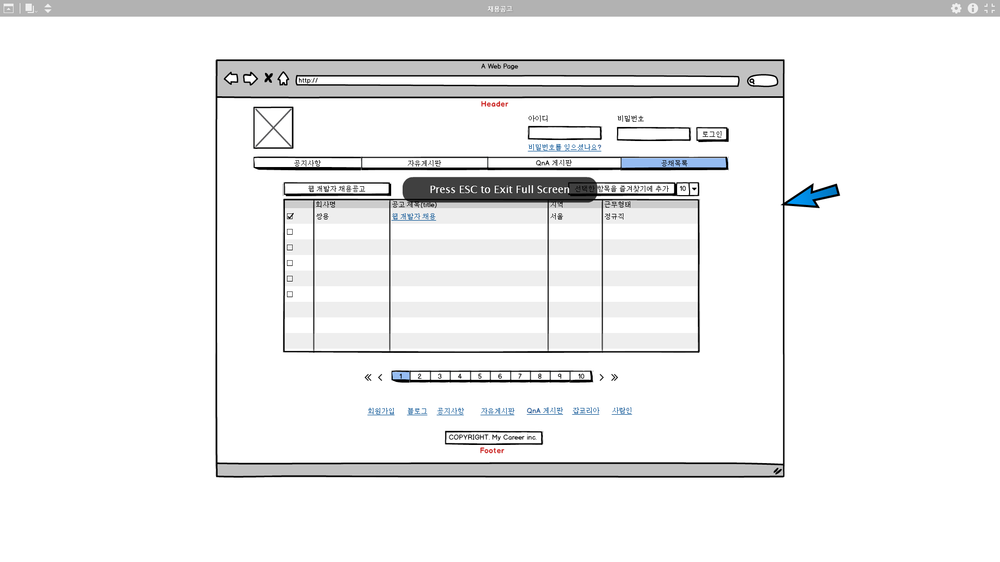 채용공고
A Web Page
http://
Header
아이디
비밀번호
로그인
비밀번호를 잊으셨나요?
공지사항 자유게시판 QnA 게시판 공채목록
웹 개발자 채용공고
Press ESC to Exit Full Screen
선택한 항목을 즐겨찾기에 추가
10
회사명 공고 제목(title) 지역 근무형태
쌍용 웹 개발자 채용 서울 정규직
1 2 3 4 5 6 7 8 9 10
회원가입 블로그 공지사항 자유게시판 QnA 게시판 잡코리아 사람인
COPYRIGHT. My Career inc.
Footer